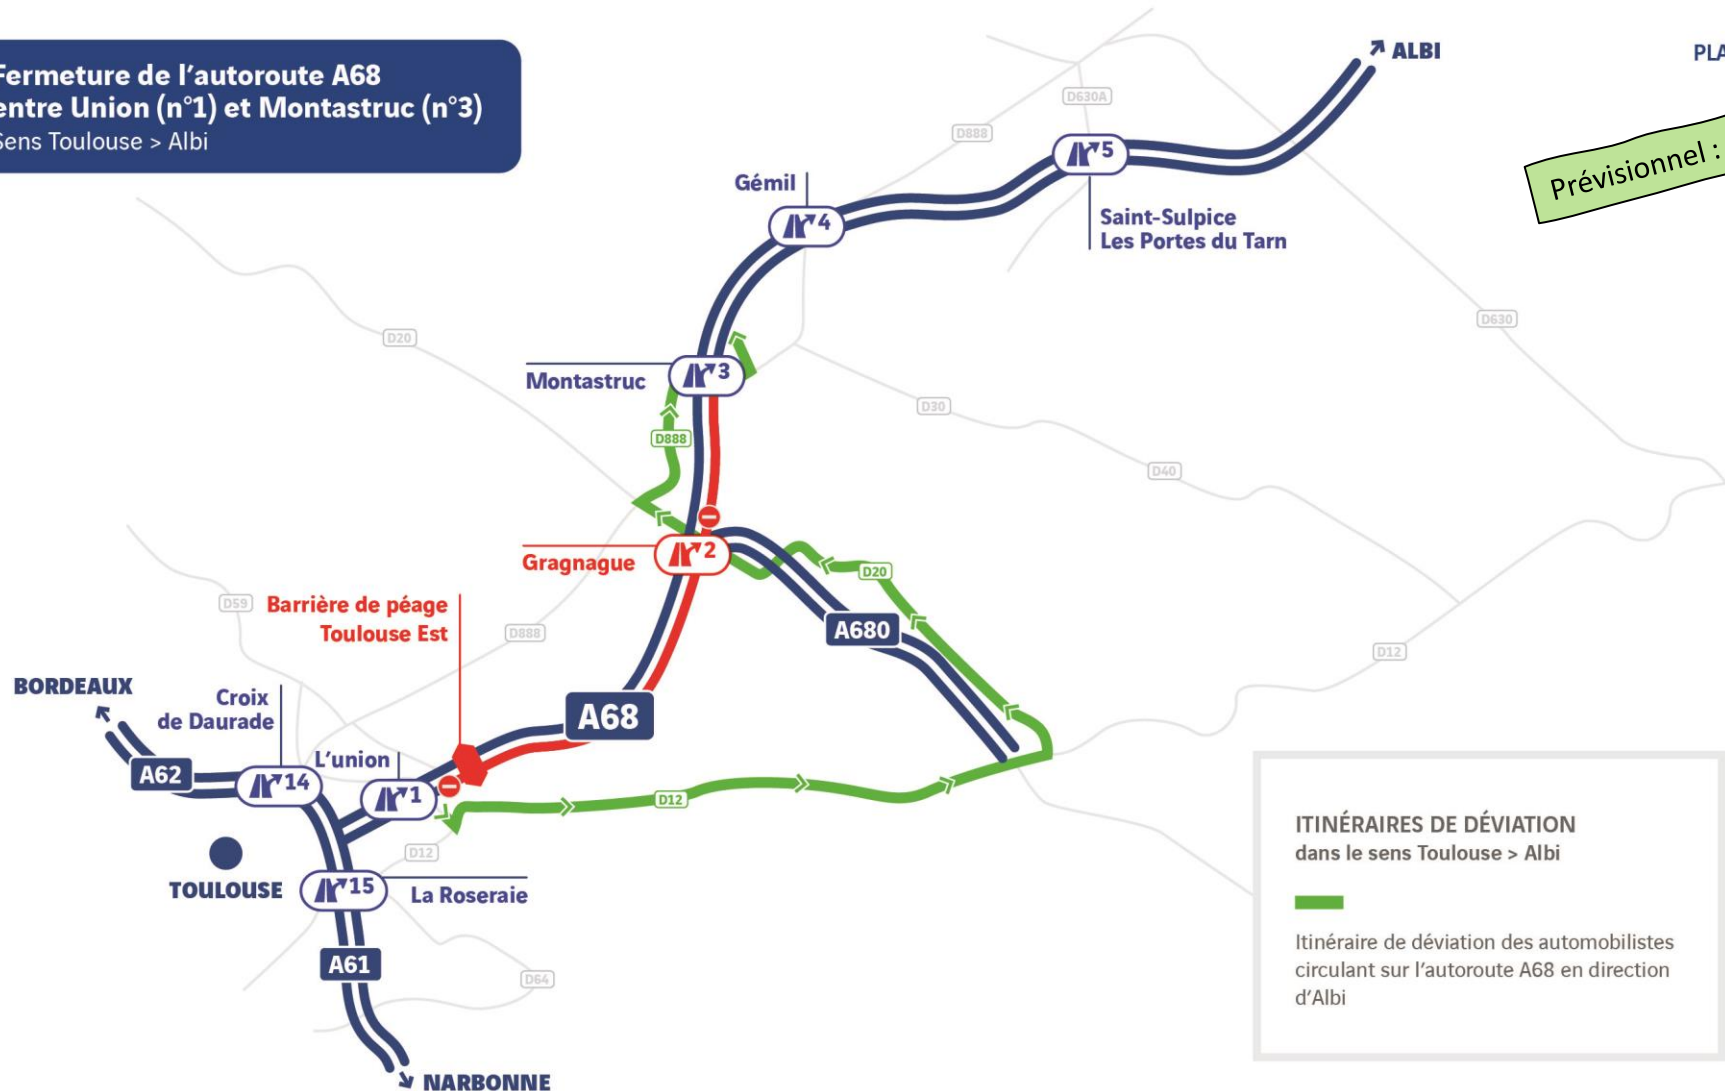 Fermeture de l'autoroute A68
entre Union (n°1) et Montastruc (n°3)
Sens Toulouse > Albi
ALBI
PLA
Prévisionnel :
D630A
D888
5
Gémil
4
Saint-Sulpice
Les Portes du Tarn
D20
D630
3
Montastruc
D30
D888
D40
2
Gragnague
D20
D59
Barrière de péage
Toulouse Est
D888
A680
D12
BORDEAUX
Croix
de Daurade
A68
L'union
A62
14
1
D12
D12
TOULOUSE
15
La Roseraie
A61
D64
NARBONNE
ITINÉRAIRES DE DÉVIATION
dans le sens Toulouse > Albi
Itinéraire de déviation des automobilistes
circulant sur l'autoroute A68 en direction
d'Albi